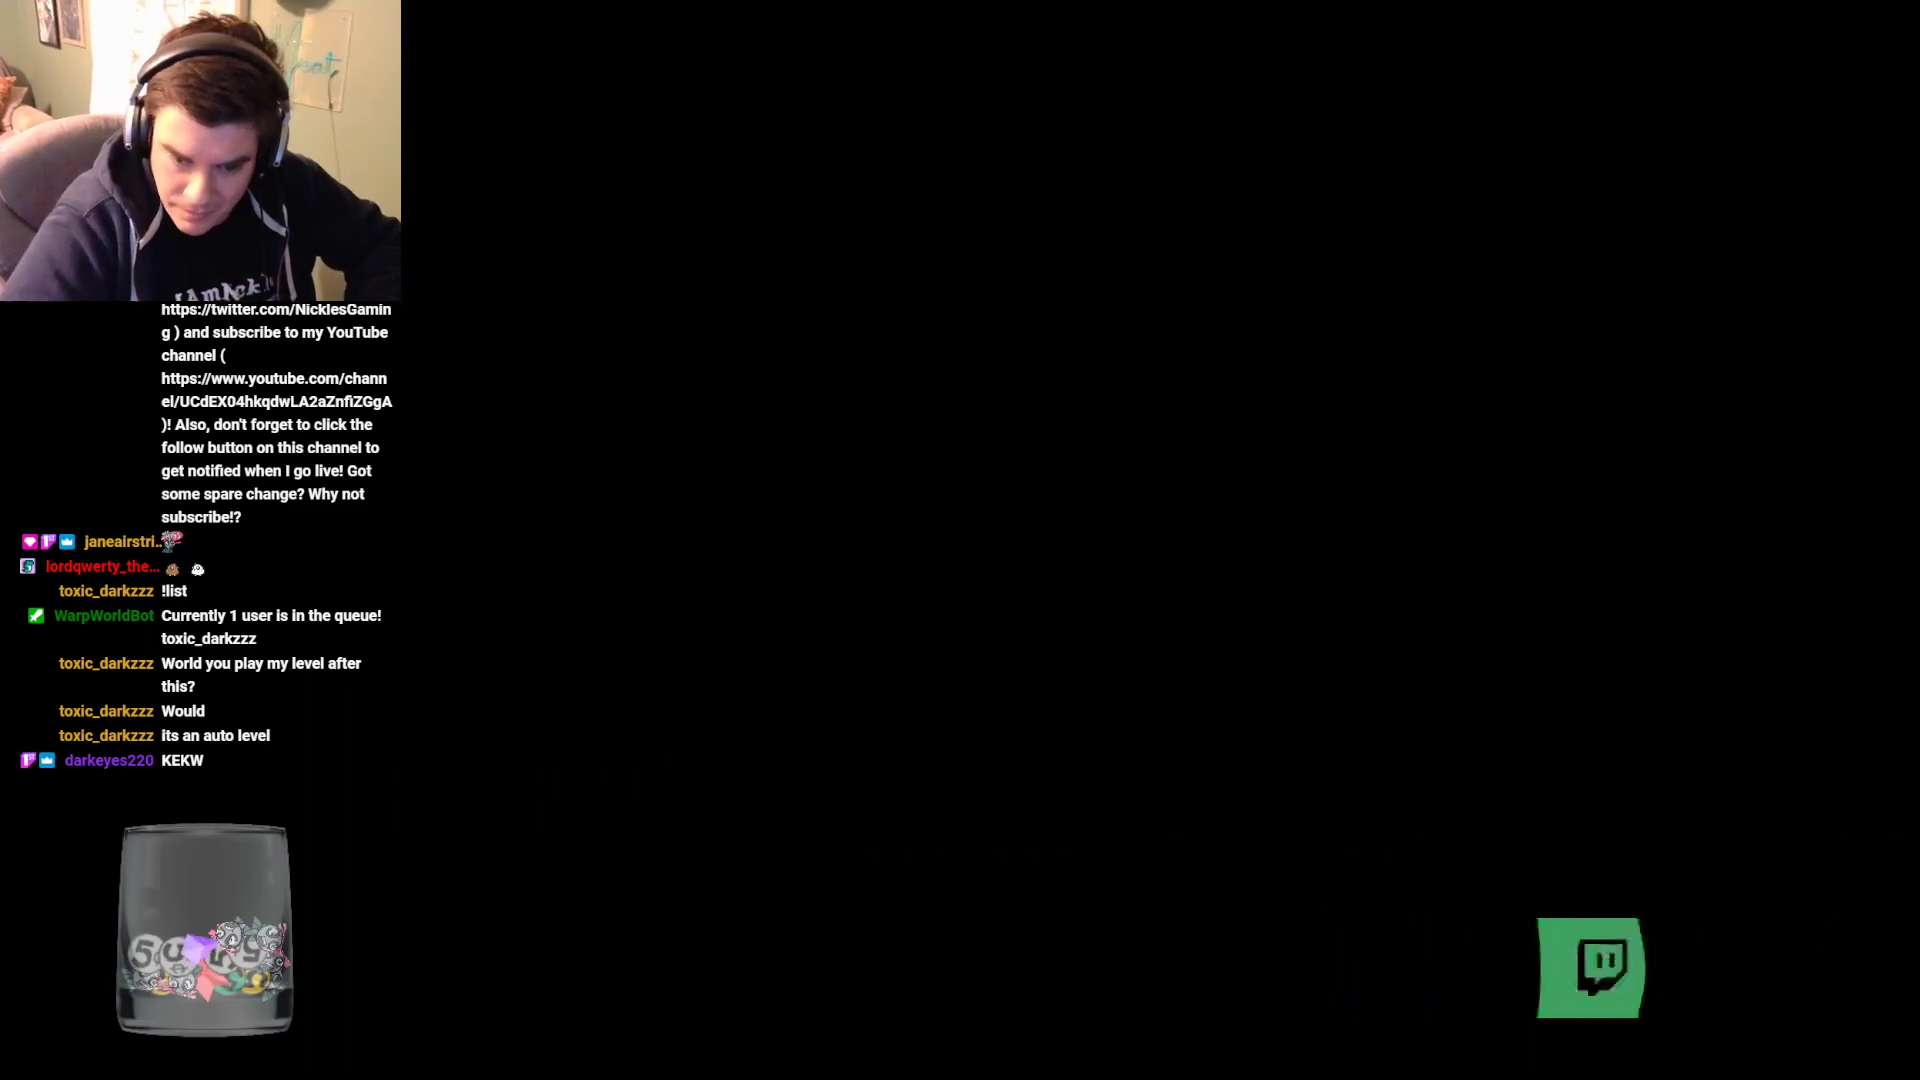 https://twitter.com/NicklesGamin
g ) and subscribe to my YouTube
channel (
https://www.youtube.com/chann
el/UCdEX04hkqdwLA2aZnfiZGgA
)! Also, don't forget to click the
follow button on this channel to
get notified when I go live! Got
some spare change? Why not
subscribe!?
janeairstri..
lordqwerty_the...
toxic_darkzzz !list
WarpWorldBot Currently 1 user is in the queue!
toxic_darkzzz
toxic_darkzzz World you play my level after
this?
toxic_darkzzz Would
toxic_darkzzz its an auto level
darkeyes220 KEKW